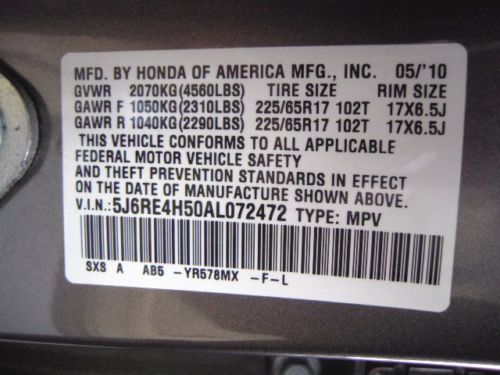 MFD. BY HONDA OF AMERICA MFG., INC. 05/'10
GVWR 2070KG(4560LBS) TIRE SIZE RIM SIZE
GAWR F 1050KG(2310LBS) 225/65R17 102T 17X6.5J
GAWR R 1040KG(2290LBS) 225/65R17 102T 17X6.5J
THIS VEHICLE CONFORMS TO ALL APPLICABLE
FEDERAL MOTOR VEHICLE SAFETY
AND THEFT PREVENTION STANDARDS IN EFFECT
ON THE DATE OF MANUFACTURE SHOWN ABOVE.
V.I.N.: 5J6RE4H50AL072472 TYPE: MPV
SXS A AB5 -YR578MX -F-L